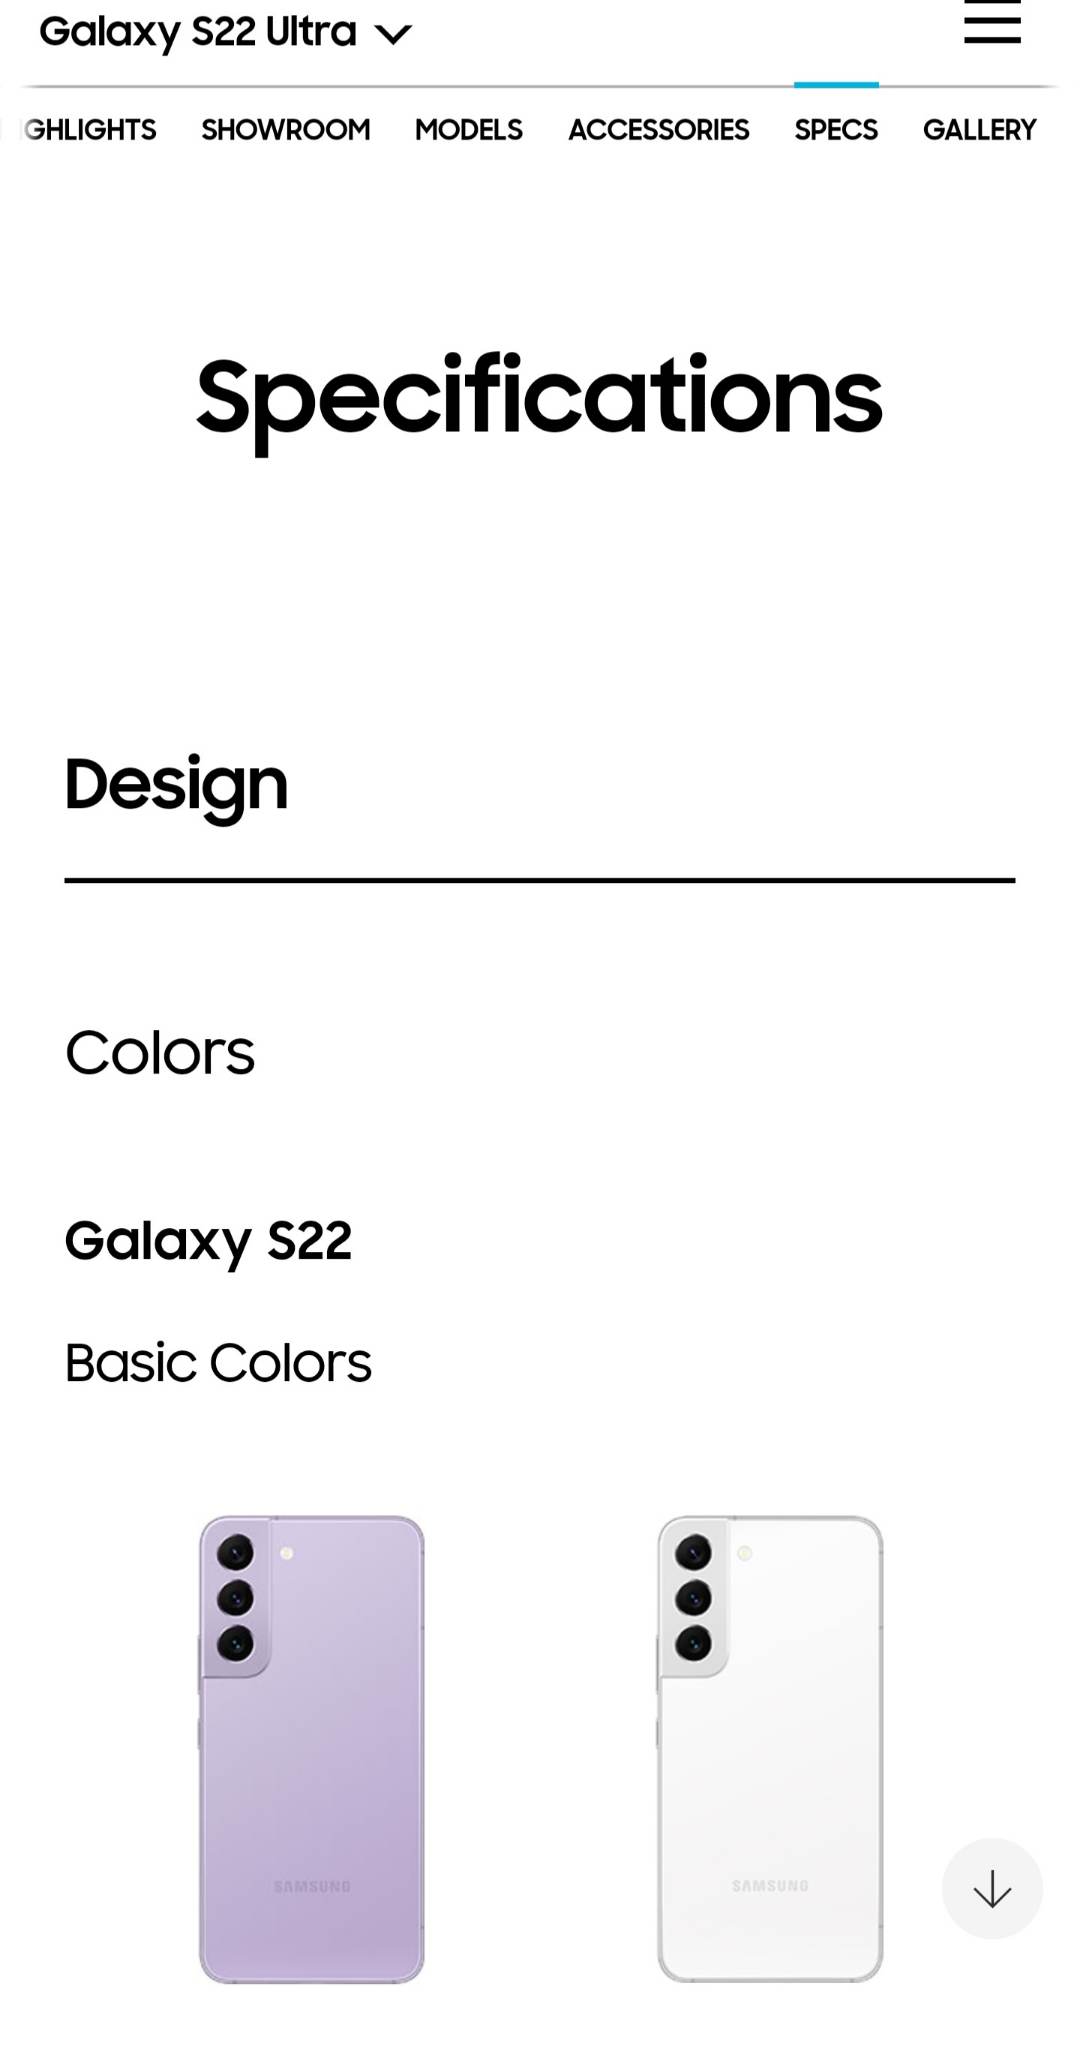 Galaxy S22 Ultra
GHLIGHTS SHOWROOM MODELS ACCESSORIES SPECS GALLERY
Specifications
Design
Colors
Galaxy S22
Basic Colors
SAMSUNG SAMSUNG